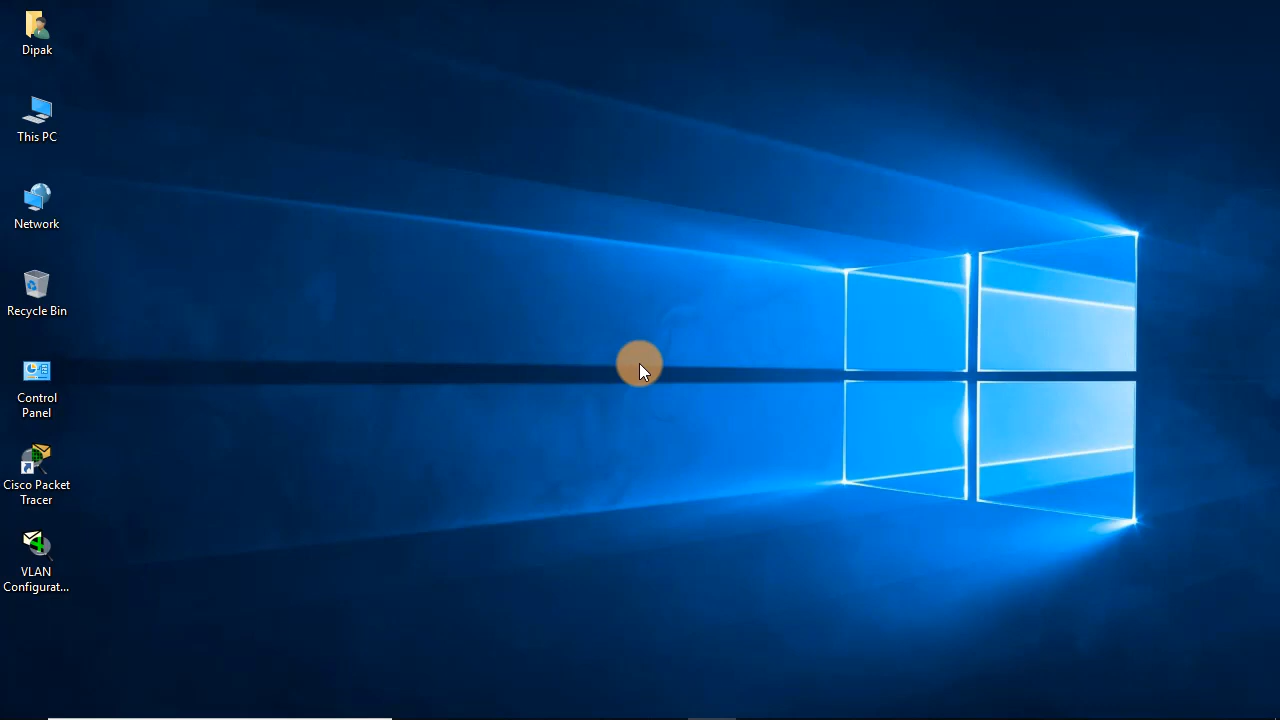 Dipak
This PC
Network
Recycle Bin
Control
Panel
Cisco Packet
Tracer
VLAN
Configurat...